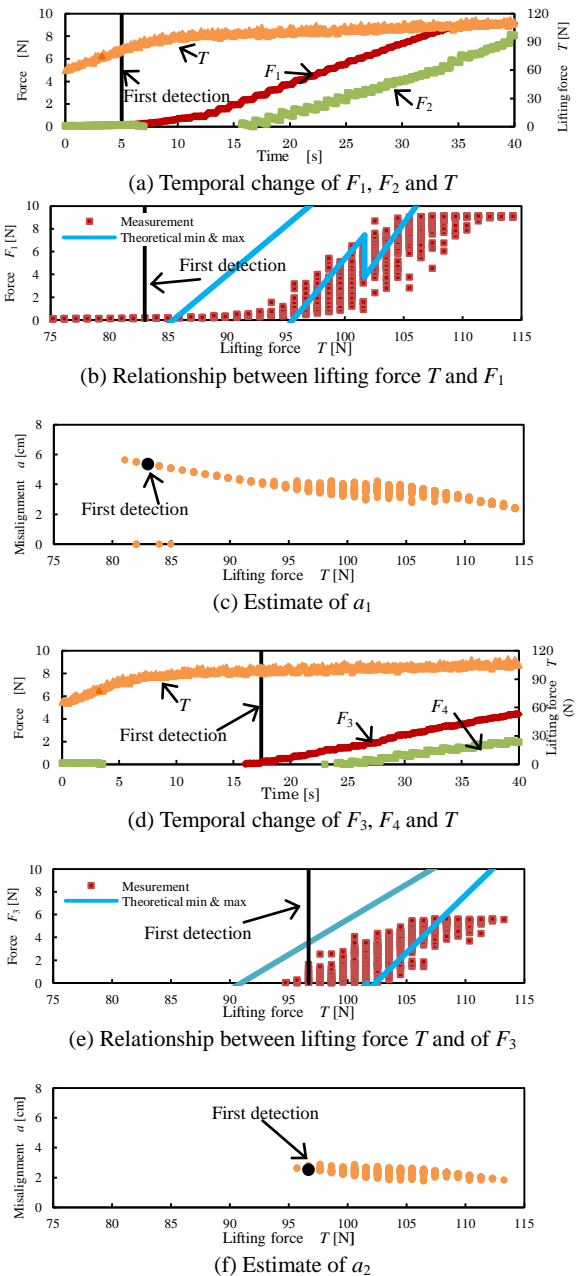 10
8
6
4
2
0
Force [N]
120
90
60
30
0
Lifting force T [N]
T
F1
F2
First detection
0 5 10 15 20 25 30 35 40
Time [s]
(a) Temporal change of F1, F2 and T
10
8
6
4
2
0
Force F1 [N]
Measurement
Theoretical min & max
First detection
75 80 85 90 95 100 105 110 115
Lifting force T [N]
(b) Relationship between lifting force T and F1
8
6
4
2
0
Misalignment a [cm]
First detection
75 80 85 90 95 100 105 110 115
Lifting force T [N]
(c) Estimate of a1
10
8
6
4
2
0
Force [N]
120
90
60
30
0
Lifting force T
(N)
T
First detection
F3
F4
0 5 10 15 20 25 30 35 40
Time [s]
(d) Temporal change of F3, F4 and T
10
8
6
4
2
0
Force F3 [N]
Mesurement
Theoretical min & max
First detection
75 80 85 90 95 100 105 110 115
Lifting force T [N]
(e) Relationship between lifting force T and of F3
8
6
4
2
0
Misalignment a [cm]
First detection
75 80 85 90 95 100 105 110 115
Lifting force T [N]
(f) Estimate of a2